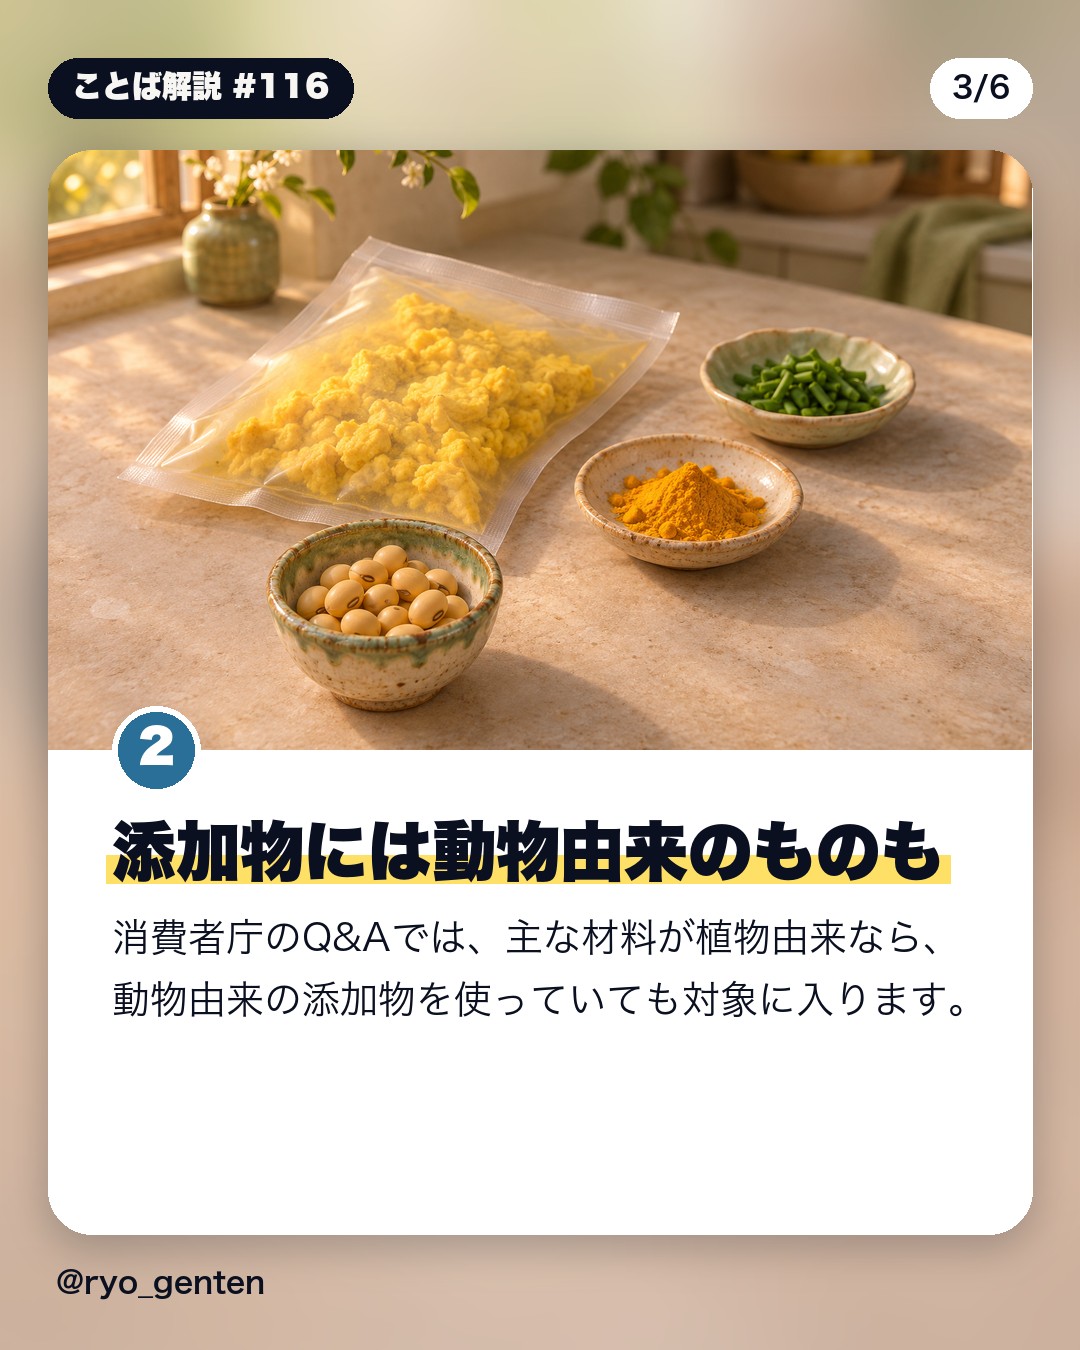 ことば解説 #116
3/6
2
添加物には動物由来のものも
消費者庁のQ&Aでは、主な材料が植物由来なら、
動物由来の添加物を使っていても対象に入ります。
@ryo_genten